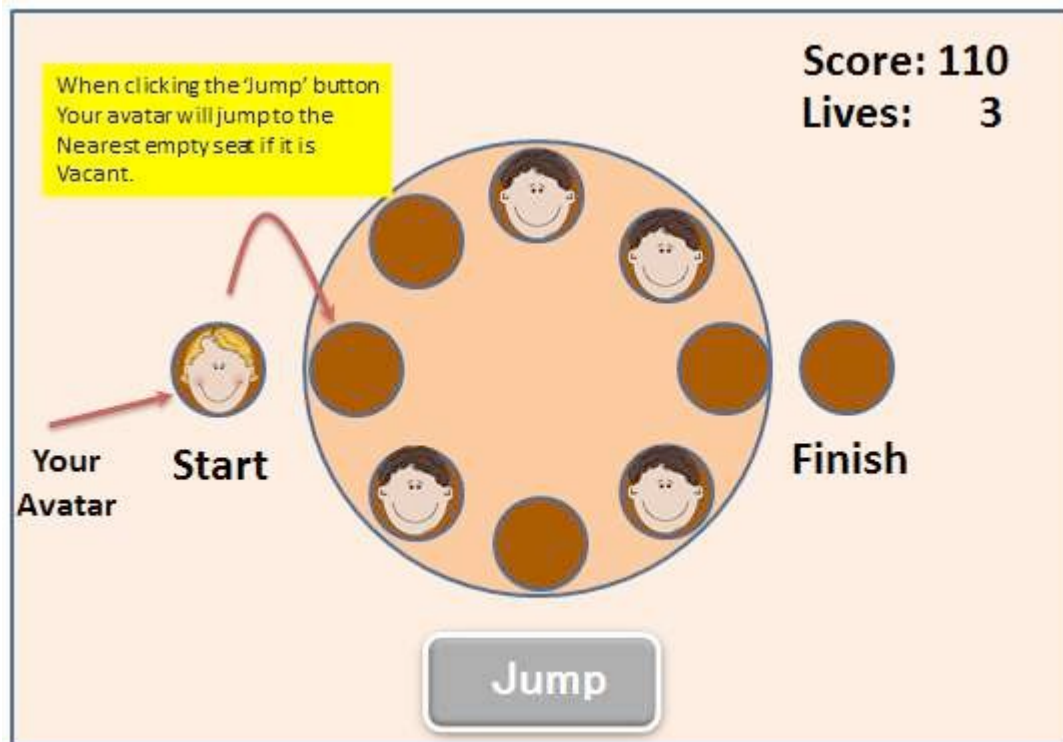 Score: 110
Lives: 3
When clicking the 'Jump' button
Your avatar will jump to the
Nearest empty seat if it is
Vacant.
Your
Avatar
Start
Finish
Jump